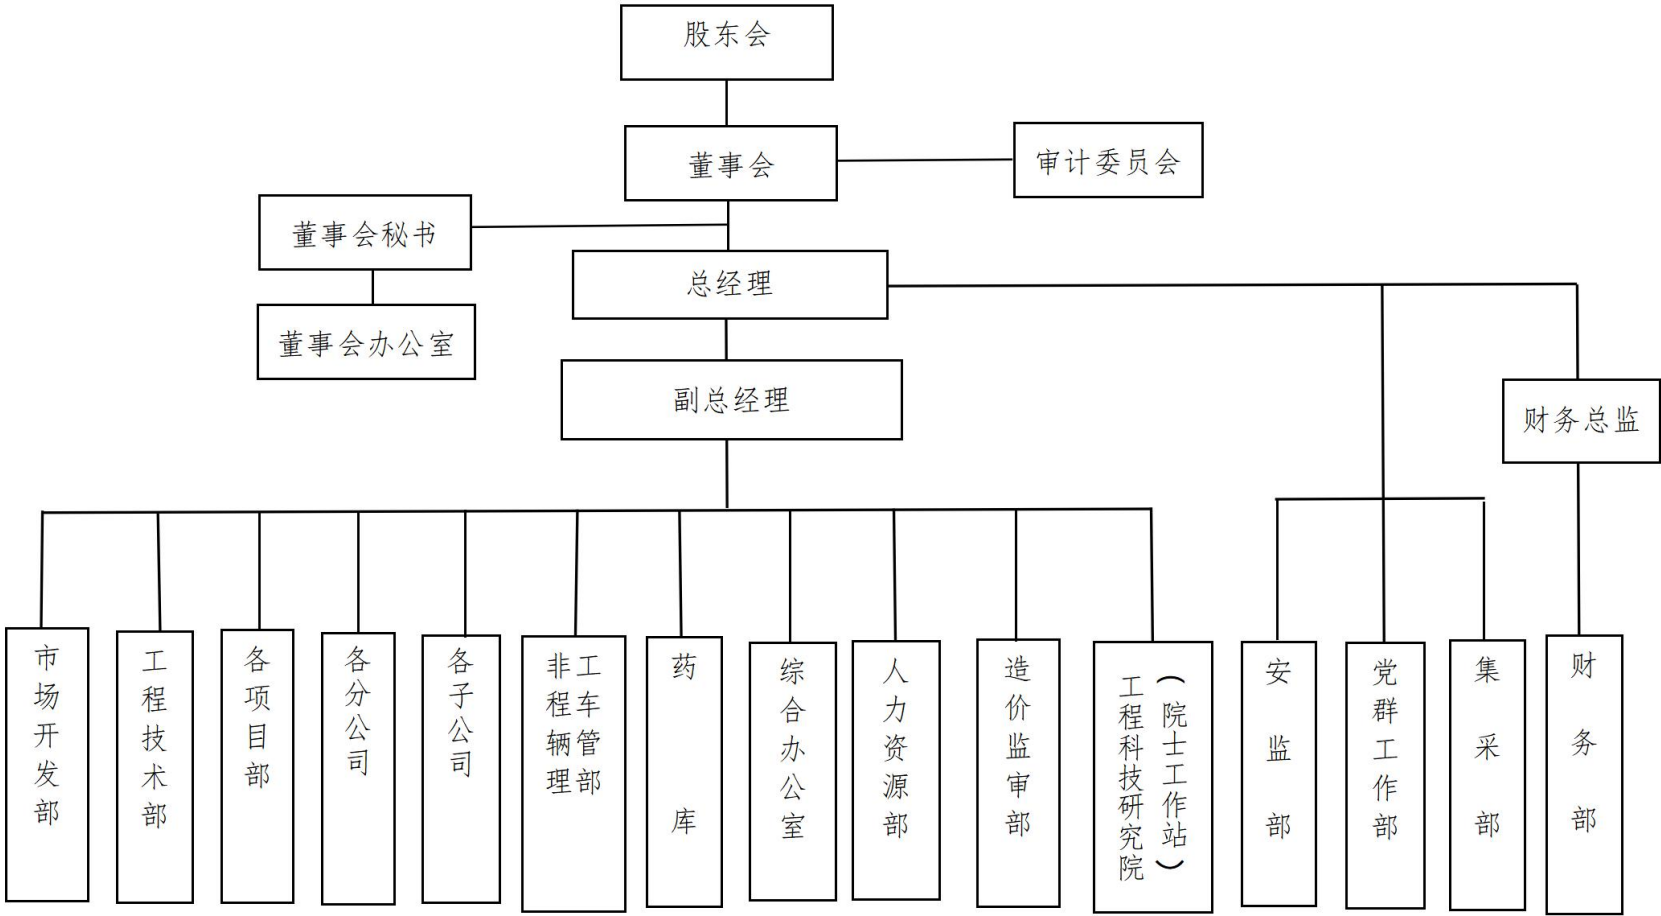 股东会
董事会
审计委员会
董事会秘书
总经理
董事会办公室
副总经理
财务总监
市场开发部
工程技术部
各项目部
各分公司
各子公司
非工
程车
辆管
理部
药库
综合办公室
人力资源部
造价监审部
工程科技研究院
（院士工作站）
安监部
党群工作部
集采部
财务部